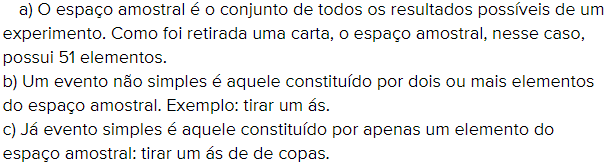 a) O espaço amostral é o conjunto de todos os resultados possíveis de um
experimento. Como foi retirada uma carta, o espaço amostral, nesse caso,
possui 51 elementos.
b) Um evento não simples é aquele constituído por dois ou mais elementos
do espaço amostral. Exemplo: tirar um ás.
c) Já evento simples é aquele constituído por apenas um elemento do
espaço amostral: tirar um ás de de copas.